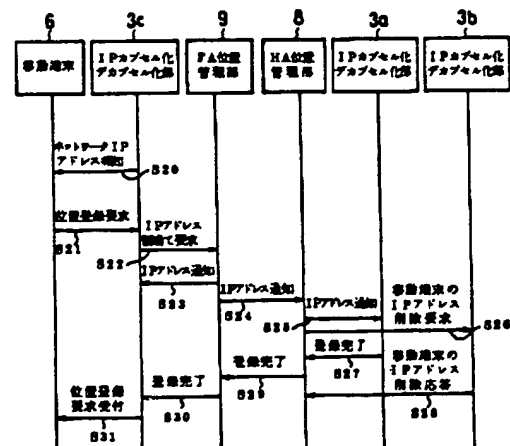 6
3c
9
8
3a
3b
移動端末
IPカプセル化
デカプセル化部
FA位置
管理部
HA位置
管理部
IPカプセル化
デカプセル化部
IPカプセル化
デカプセル化部
ネットワークIP
アドレス通知
S20
位置登録要求
S21
IPアドレス
割当て要求
S22
IPアドレス通知
S23
IPアドレス通知
S24
IPアドレス通知
S25
移動端末の
IPアドレス
削除要求
S26
登録完了
S27
移動端末の
IPアドレス
削除応答
S28
登録完了
S29
登録完了
S30
位置登録
要求受付
S31